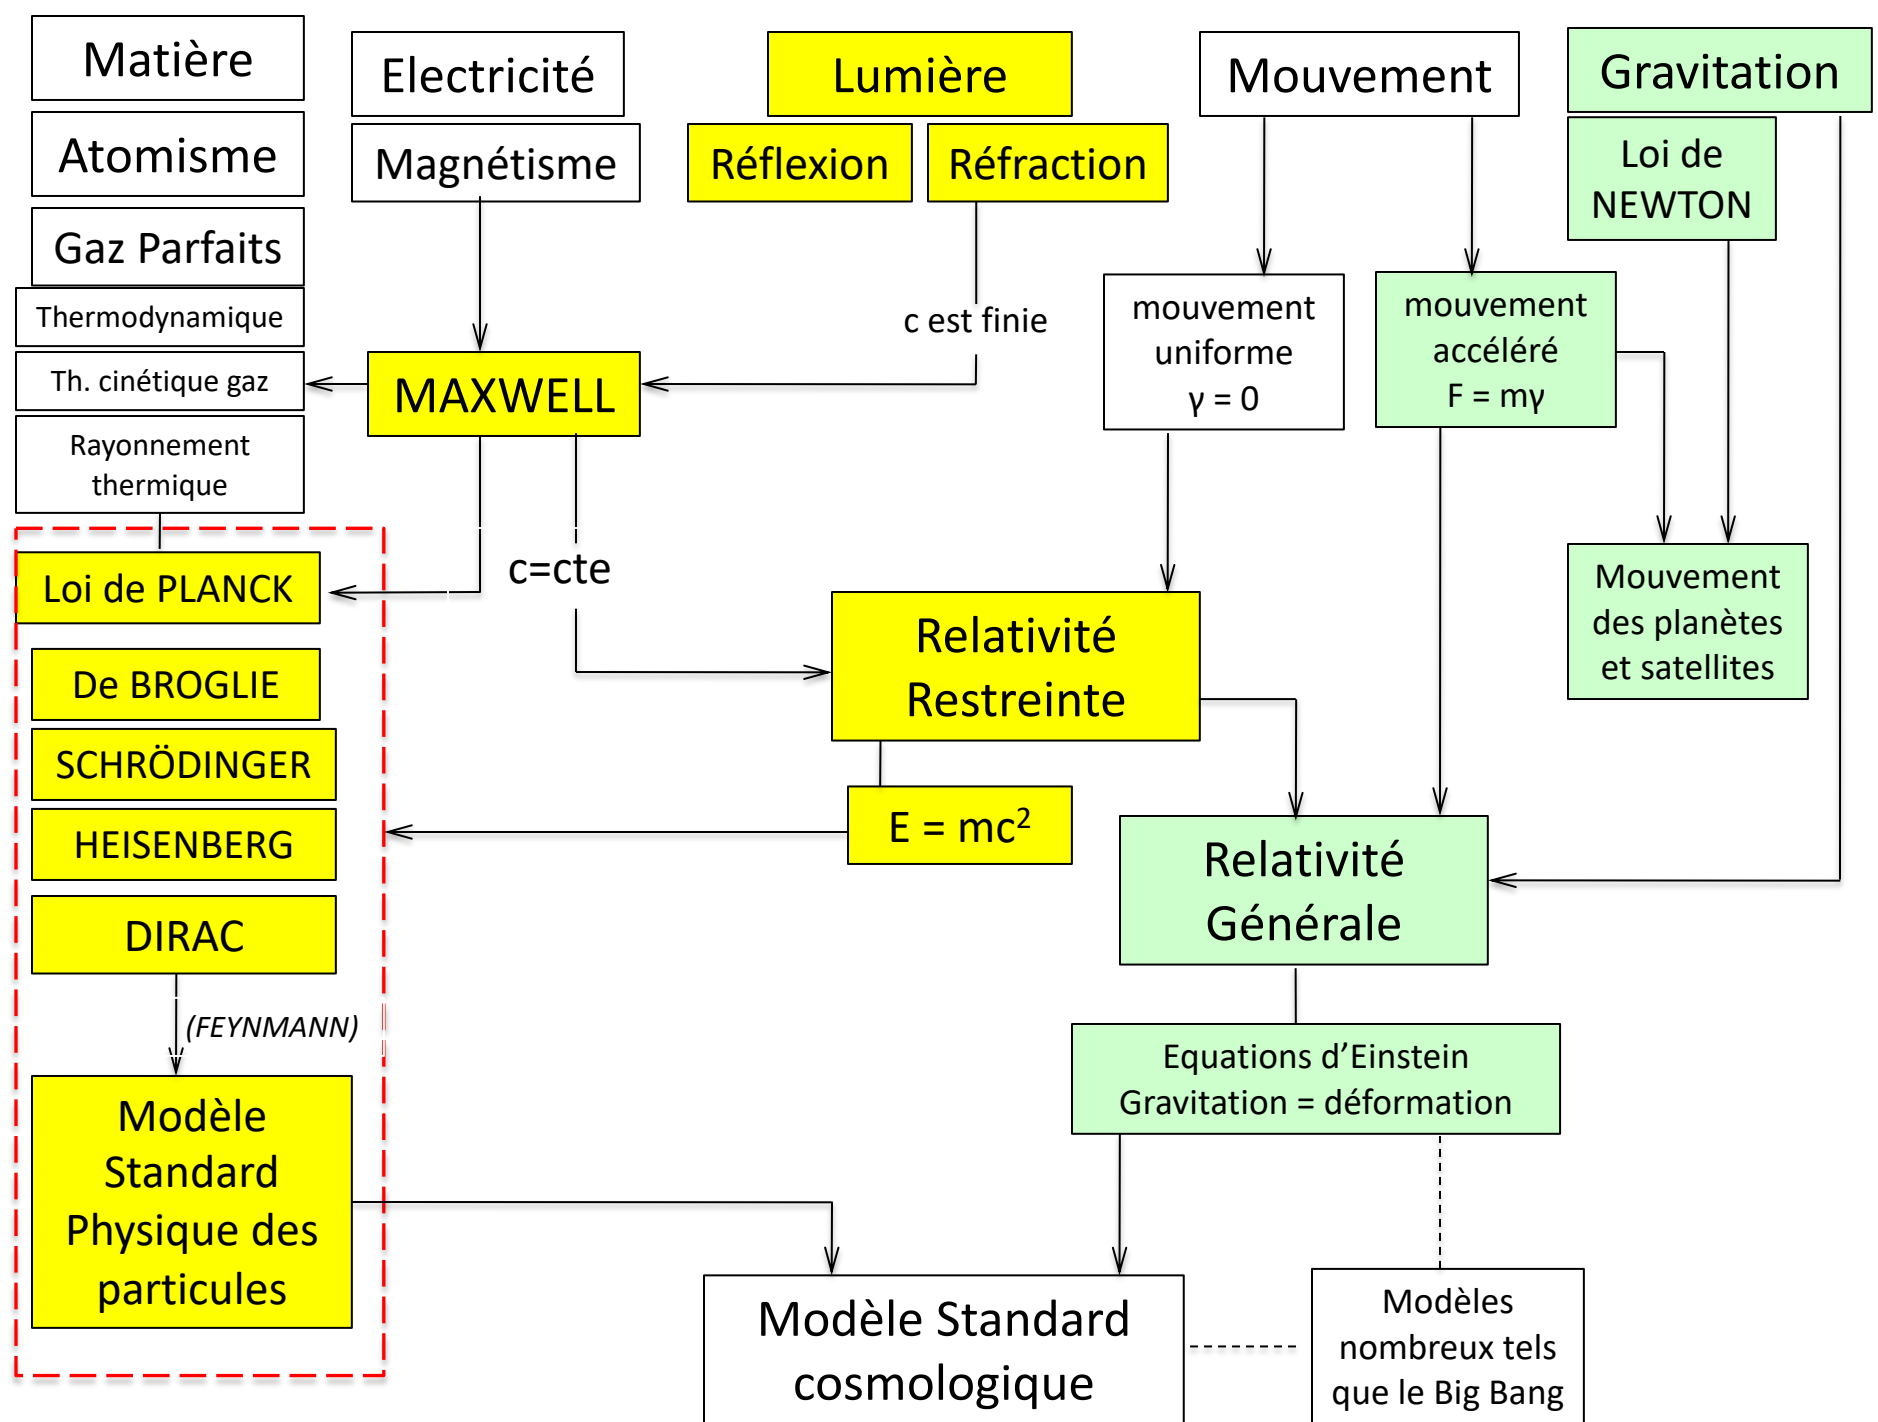 Matière
Electricité
Lumière
Mouvement
Gravitation
Atomisme
Magnétisme
Réflexion
Réfraction
Loi de
NEWTON
Gaz Parfaits
Thermodynamique
Th. cinétique gaz
Rayonnement
thermique
MAXWELL
c est finie
mouvement
uniforme
γ = 0
mouvement
accéléré
F = mγ
Loi de PLANCK
c=cte
Mouvement
des planètes
et satellites
Relativité
Restreinte
De BROGLIE
SCHRÖDINGER
HEISENBERG
E = mc²
DIRAC
Relativité
Générale
(FEYNMANN)
Equations d’Einstein
Gravitation = déformation
Modèle
Standard
Physique des
particules
Modèle Standard
cosmologique
Modèles
nombreux tels
que le Big Bang